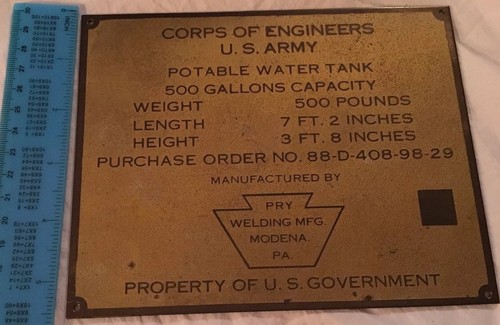 CORPS OF ENGINEERS
U.S. ARMY
POTABLE WATER TANK
500 GALLONS CAPACITY
WEIGHT 500 POUNDS
LENGTH 7 FT. 2 INCHES
HEIGHT 3 FT. 8 INCHES
PURCHASE ORDER NO. 88-D-408-98-29
MANUFACTURED BY
PRY
WELDING MFG.
MODENA.
PA.
PROPERTY OF U.S. GOVERNMENT